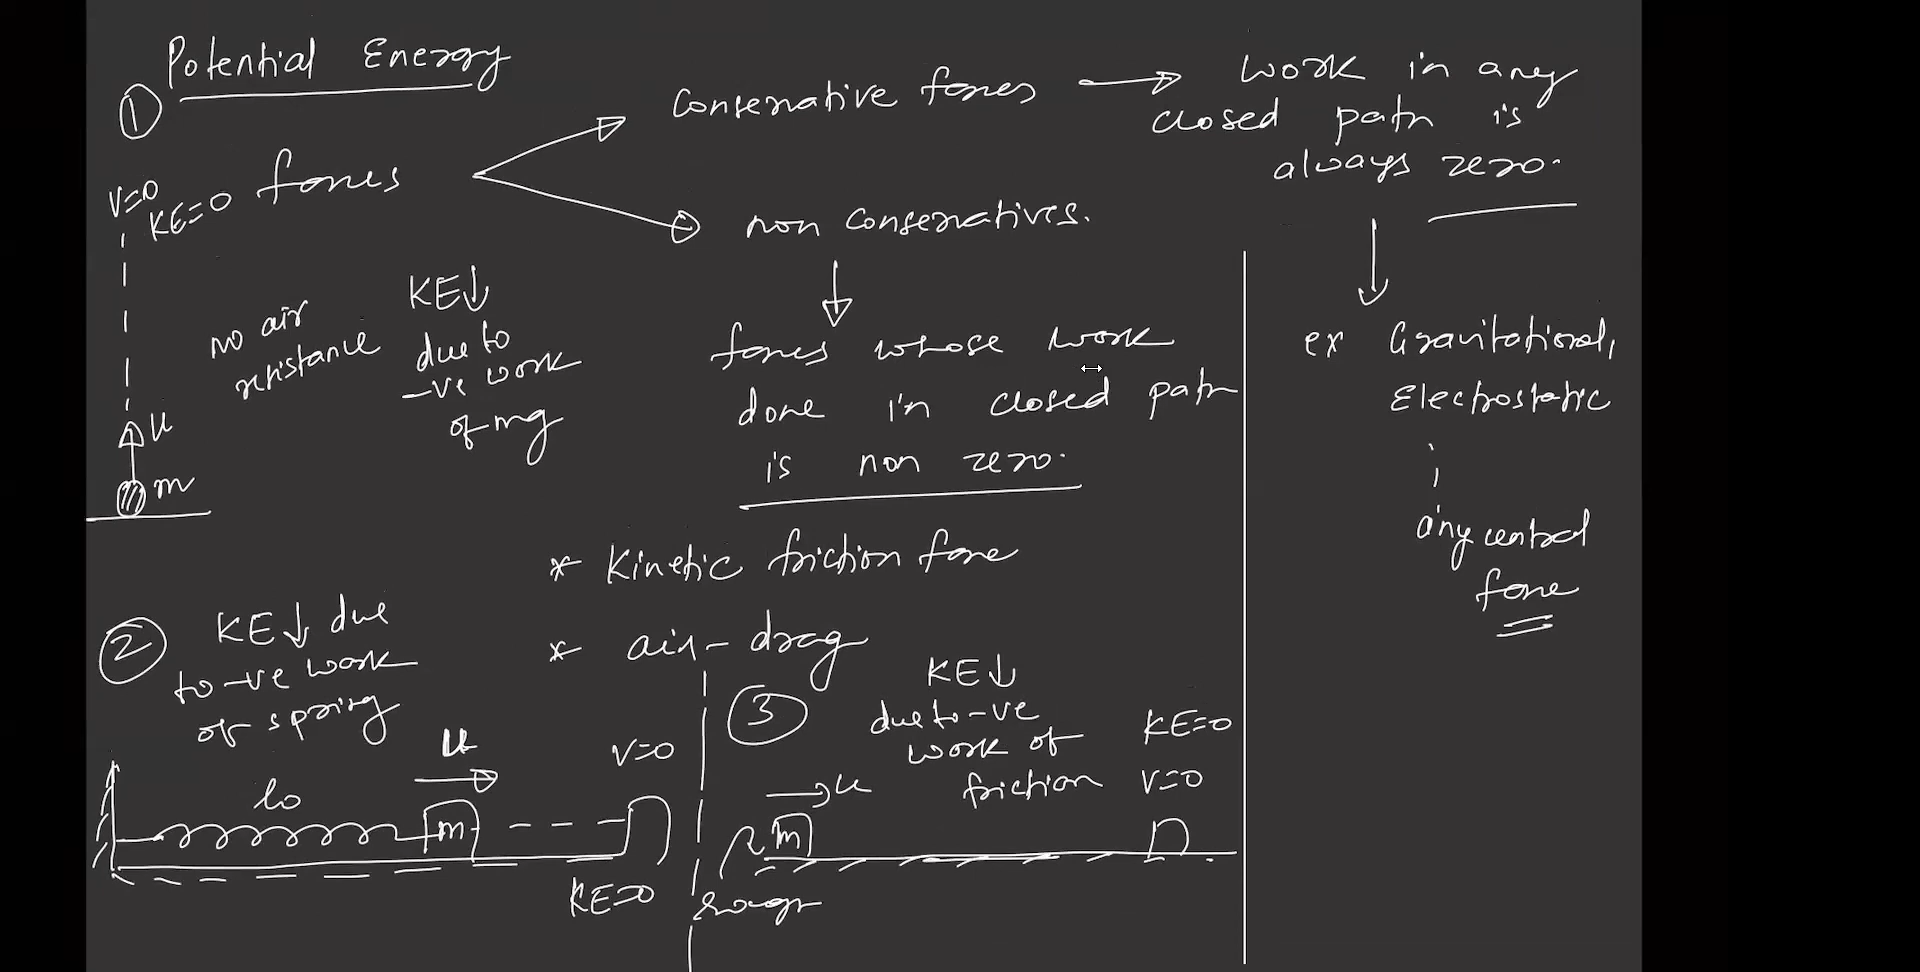 Potential Energy
①
forces
Conservative forces → work in any
closed path is
always zero.
non conservatives.
V=0
KE=0
no air
resistance
KE↓
due to
-ve work
of mg
u
m
forces whose work
done in closed path
is non zero.
* Kinetic friction force
* air-drag
ex Gravitational,
Electrostatic
;
any central
force
②
KE↓ due
to -ve work
of spring
u
V=0
l0
m
KE=0
③
KE↓
due to -ve
work of
friction
KE=0
V=0
u
m
Rough